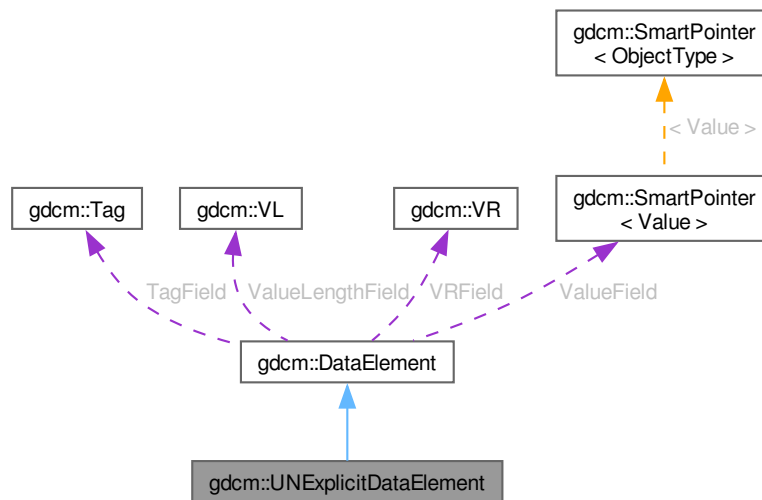 gdcm::SmartPointer
< ObjectType >
< Value >
gdcm::Tag
gdcm::VL
gdcm::VR
gdcm::SmartPointer
< Value >
TagField
ValueLengthField
VRField
ValueField
gdcm::DataElement
gdcm::UNExplicitDataElement